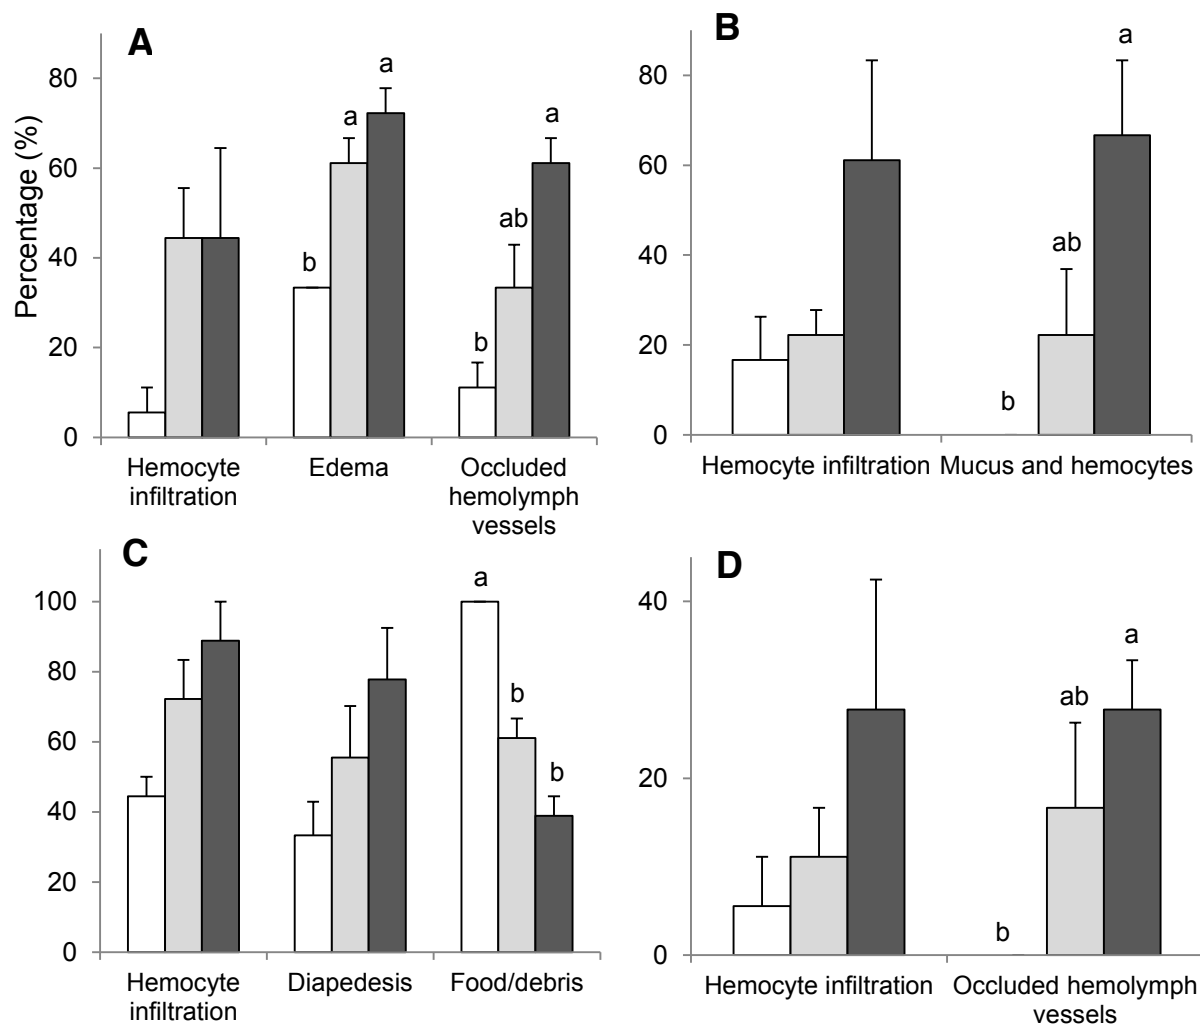 A
Percentage (%)
80
60
40
20
0
b
a
a
b
ab
a
Hemocyte
infiltration
Edema
Occluded
hemolymph
vessels
B
80
60
40
20
0
b
ab
a
Hemocyte infiltration
Mucus and hemocytes
C
100
80
60
40
20
0
a
b
b
Hemocyte
infiltration
Diapedesis
Food/debris
D
40
20
0
b
ab
a
Hemocyte infiltration
Occluded hemolymph
vessels